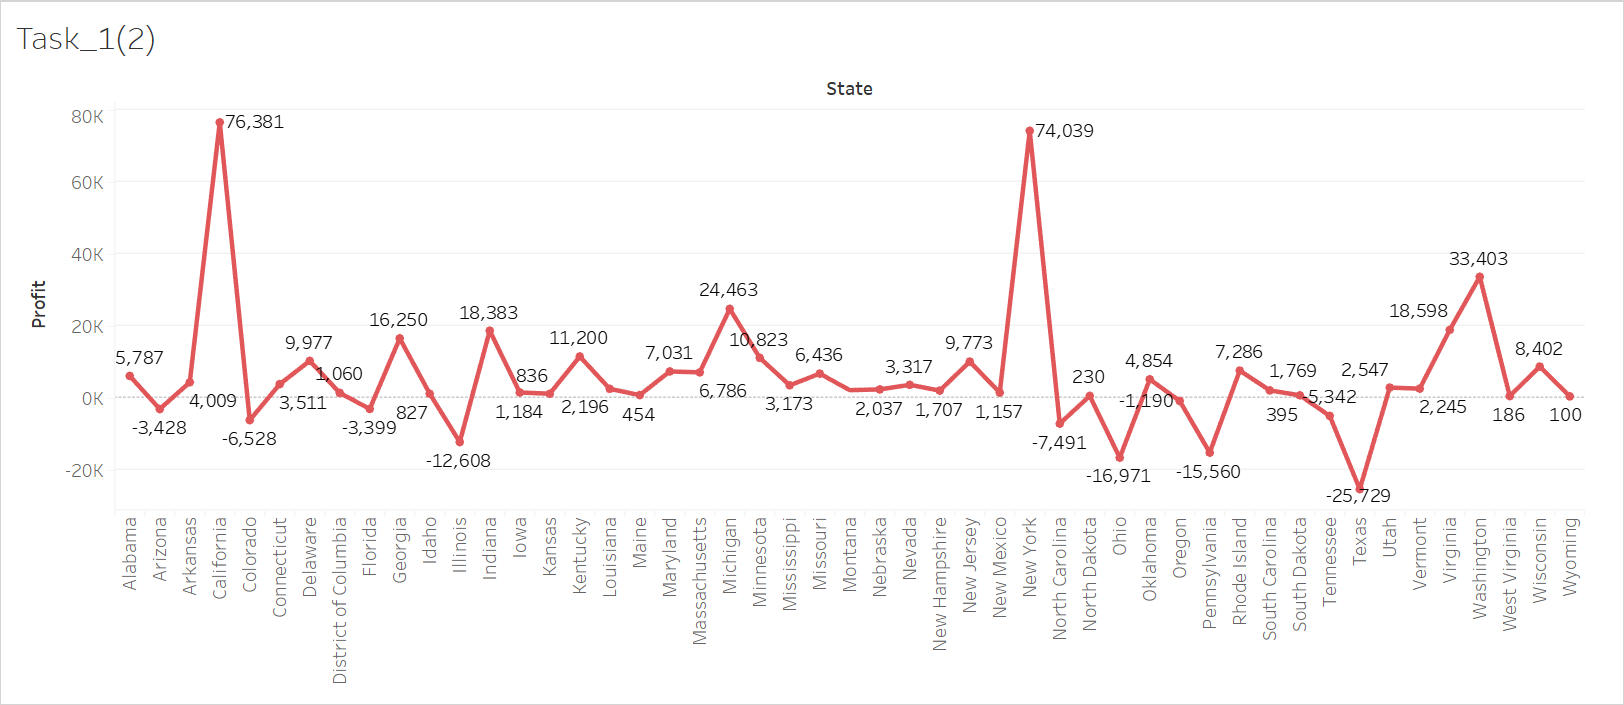 Task_1(2)
State
Profit
80K
60K
40K
20K
0K
-20K
5,787
-3,428
4,009
76,381
-6,528
3,511
9,977
1,060
-3,399
16,250
827
-12,608
18,383
1,184
836
11,200
2,196
454
7,031
6,786
24,463
10,823
3,173
6,436
2,037
3,317
1,707
9,773
1,157
74,039
-7,491
230
-16,971
4,854
-1,190
-15,560
7,286
1,769
395
-5,342
-25,729
2,547
2,245
18,598
33,403
186
8,402
100
Alabama
Arizona
Arkansas
California
Colorado
Connecticut
Delaware
District of Columbia
Florida
Georgia
Idaho
Illinois
Indiana
Iowa
Kansas
Kentucky
Louisiana
Maine
Maryland
Massachusetts
Michigan
Minnesota
Mississippi
Missouri
Montana
Nebraska
Nevada
New Hampshire
New Jersey
New Mexico
New York
North Carolina
North Dakota
Ohio
Oklahoma
Oregon
Pennsylvania
Rhode Island
South Carolina
South Dakota
Tennessee
Texas
Utah
Vermont
Virginia
Washington
West Virginia
Wisconsin
Wyoming